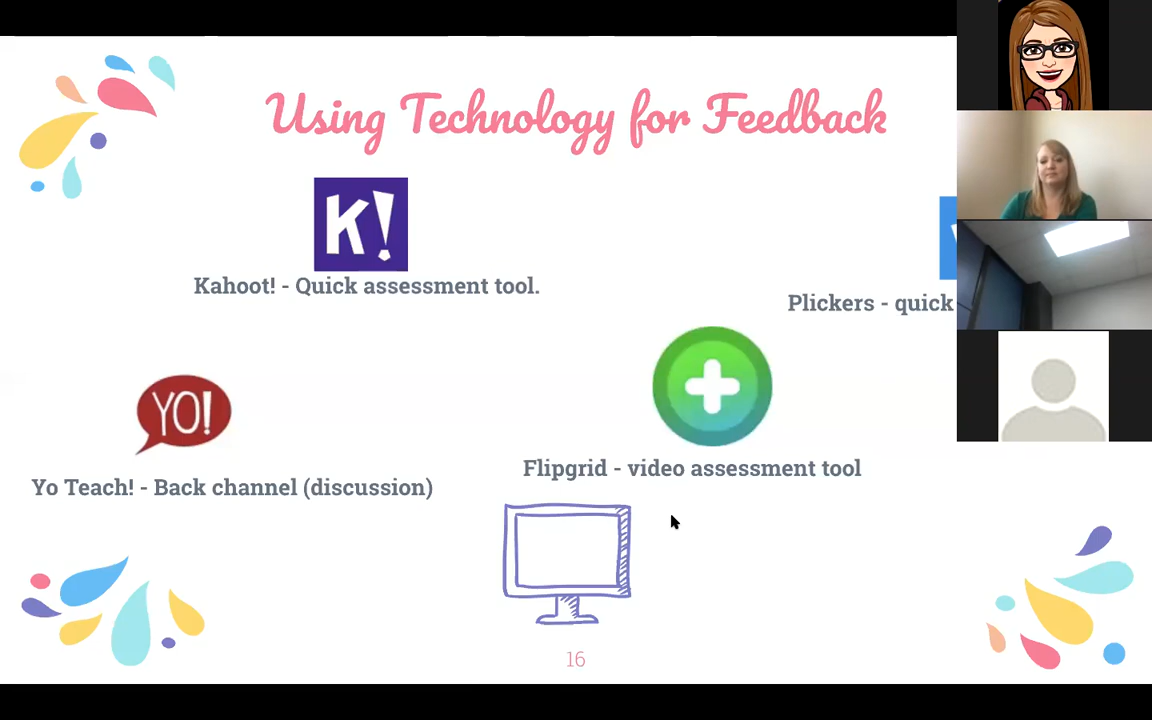 Using Technology for Feedback
K!
Kahoot! - Quick assessment tool.
Plickers - quick
YO!
Yo Teach! - Back channel (discussion)
Flipgrid - video assessment tool
16